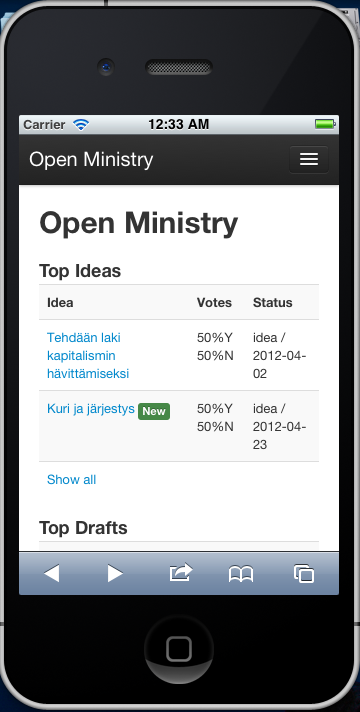 Carrier 12:33 AM
Open Ministry
Open Ministry
Top Ideas
Idea Votes Status
Tehdään laki 50%Y idea /
kapitalismin 50%N 2012-04-
hävittämiseksi 02
Kuri ja järjestys New 50%Y idea /
50%N 2012-04-
23
Show all
Top Drafts